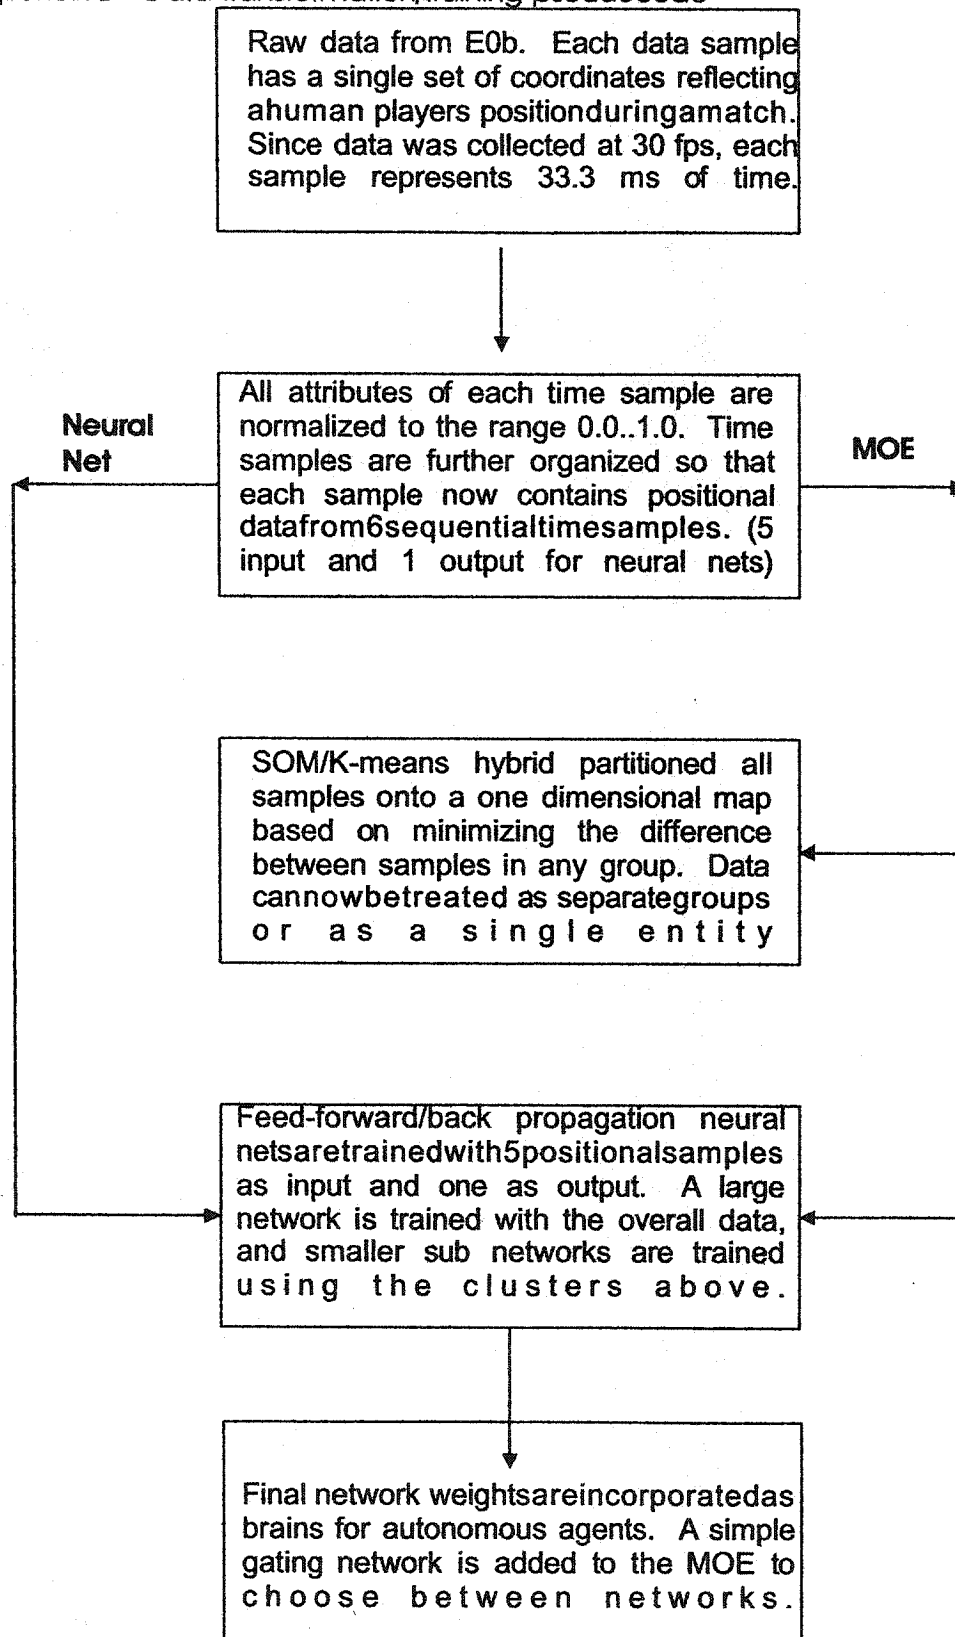 Data transformation/training pseudocode
Raw data from E0b. Each data sample
has a single set of coordinates reflecting
ahuman players positionduringamatch.
Since data was collected at 30 fps, each
sample represents 33.3 ms of time.
All attributes of each time sample are
normalized to the range 0.0..1.0. Time
samples are further organized so that
each sample now contains positional
datafrom6sequentialtimesamples. (5
input and 1 output for neural nets)
Neural
Net
MOE
SOM/K-means hybrid partitioned all
samples onto a one dimensional map
based on minimizing the difference
between samples in any group. Data
cannowbetreated as separategroups
or as a single entity
Feed-forward/back propagation neural
netsaretrainedwith5positionalsamples
as input and one as output. A large
network is trained with the overall data,
and smaller sub networks are trained
using the clusters above.
Final network weightsareincorporatedas
brains for autonomous agents. A simple
gating network is added to the MOE to
choose between networks.